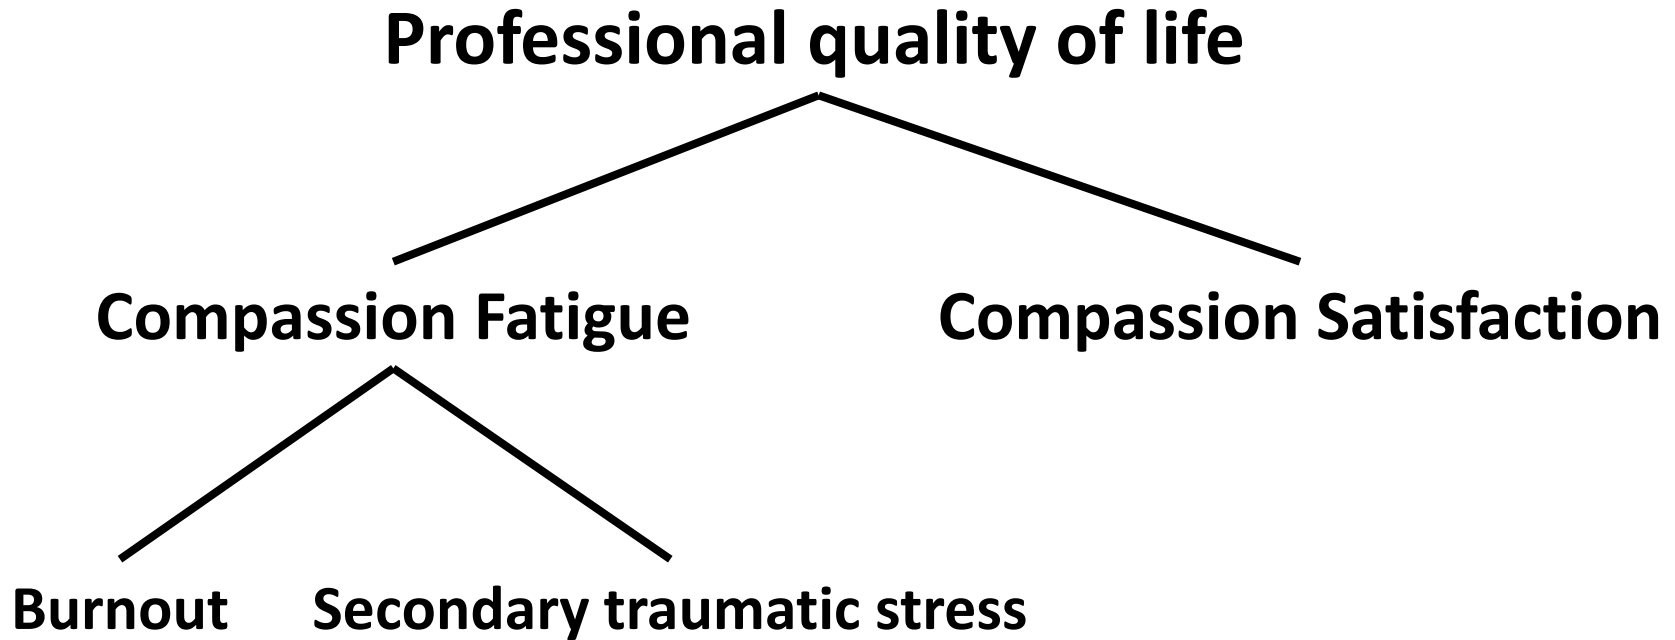 Professional quality of life
Compassion Fatigue
Compassion Satisfaction
Burnout
Secondary traumatic stress